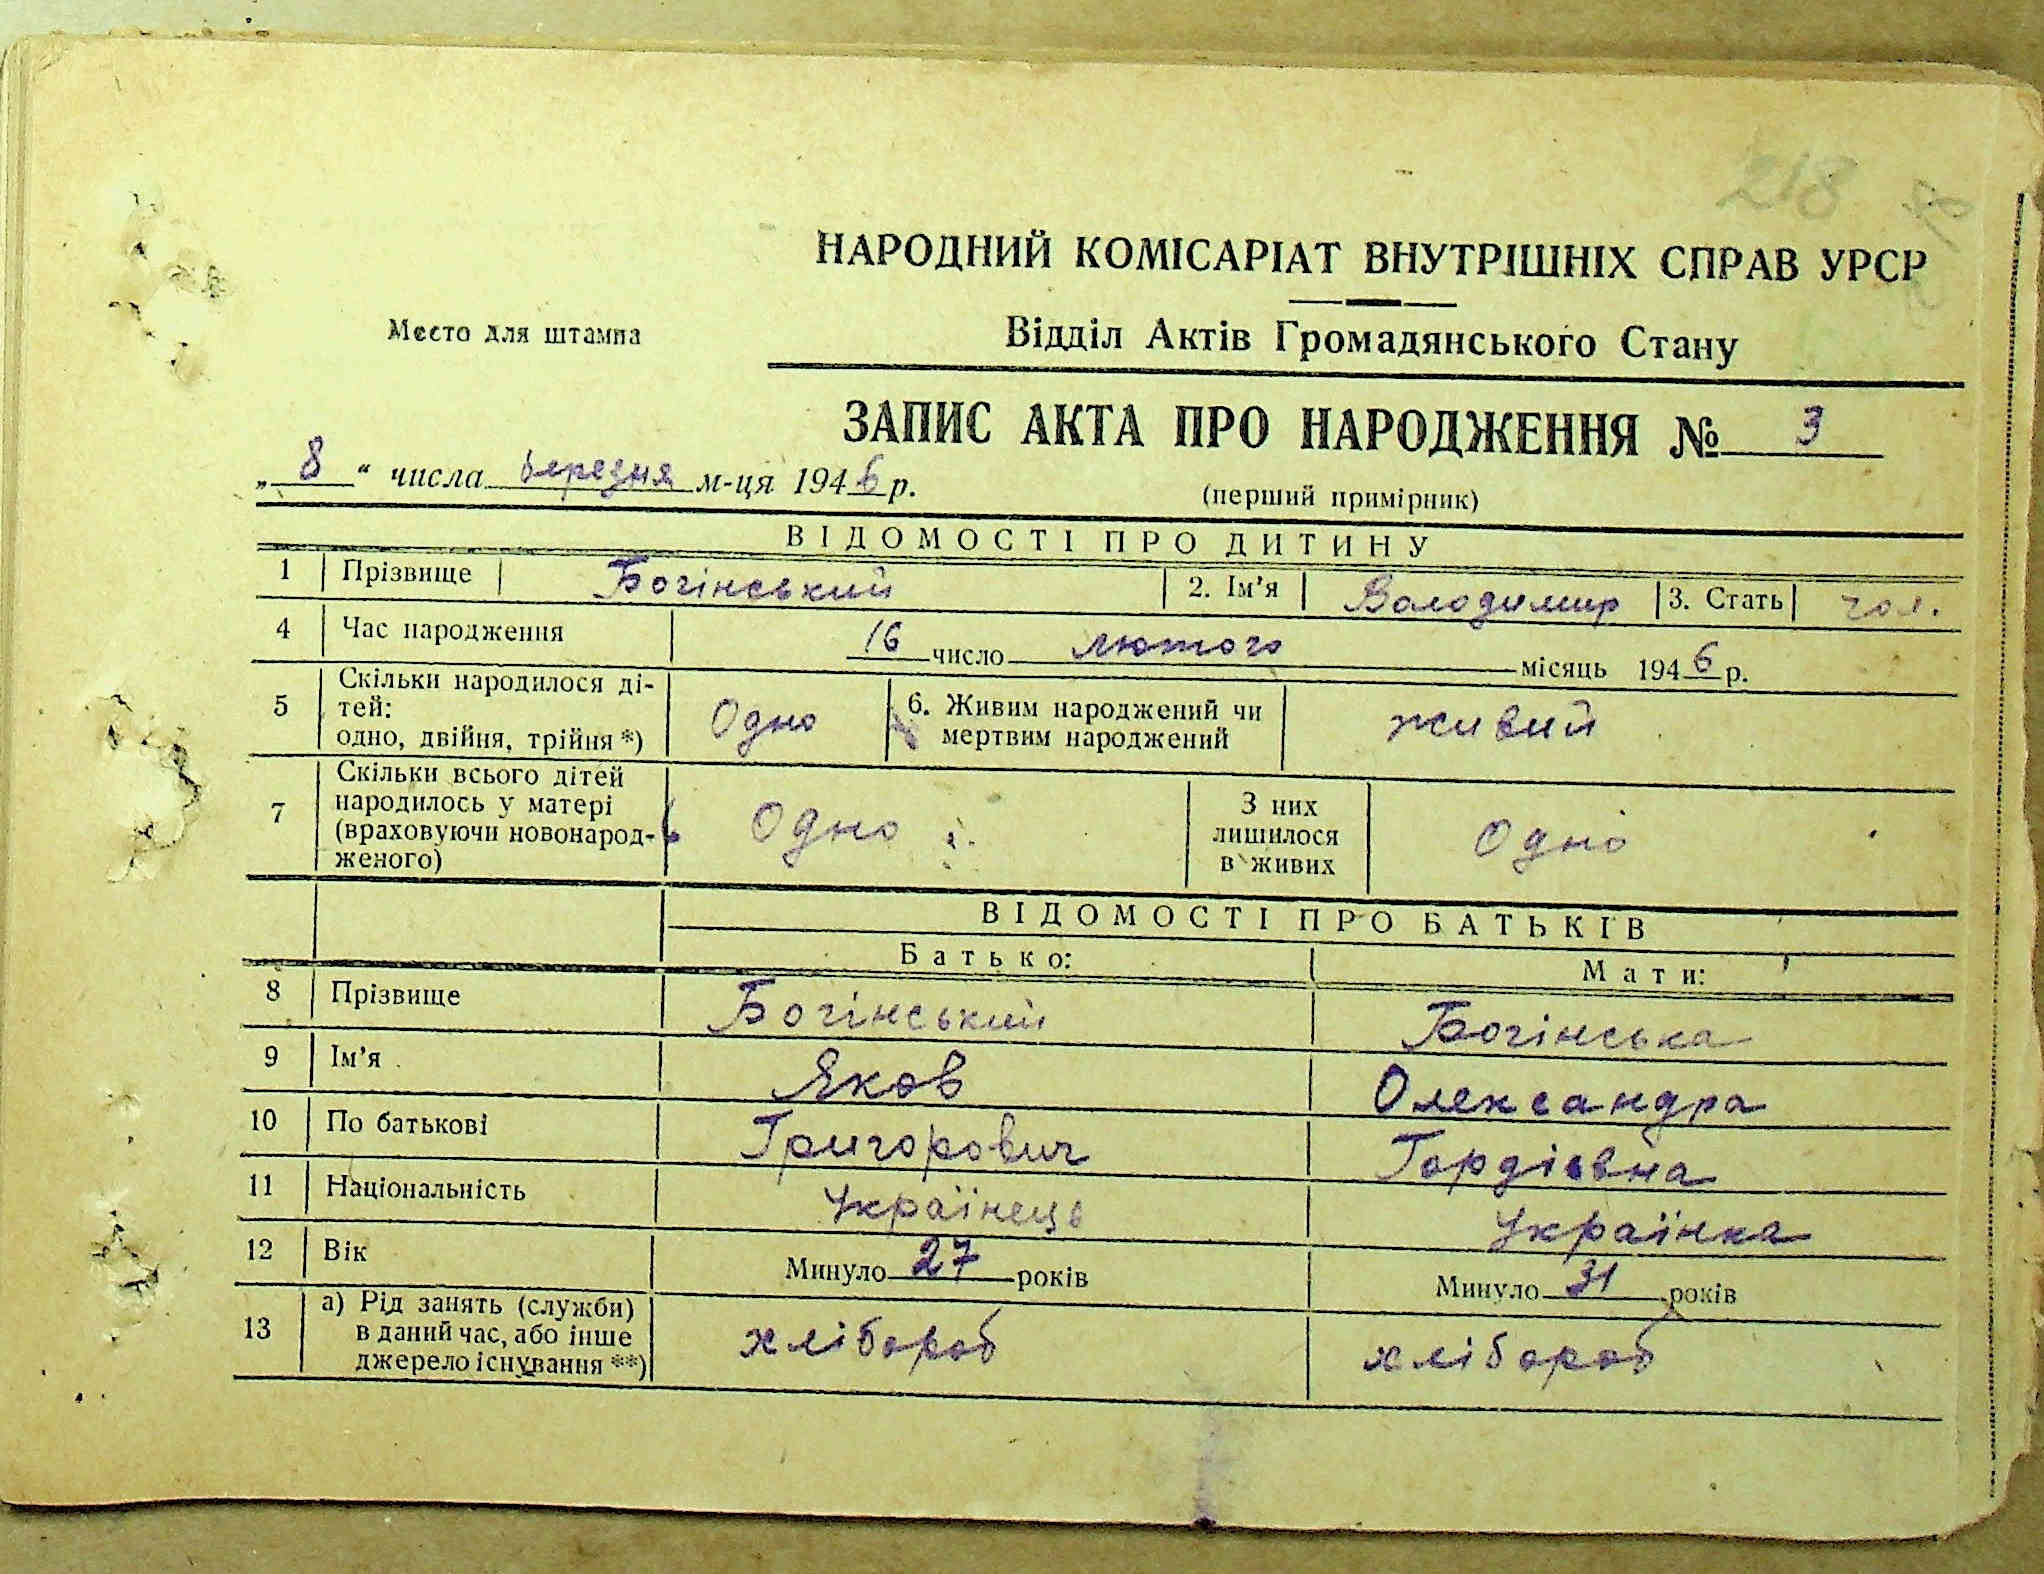 218
НАРОДНИЙ КОМІСАРІАТ ВНУТРІШНІХ СПРАВ УРСР
Место для штампа
Відділ Актів Громадянського Стану
ЗАПИС АКТА ПРО НАРОДЖЕННЯ № 3
„ 8 “ числа березня м-ця 1946 р.
(перший примірник)
ВІДОМОСТІ ПРО ДИТИНУ
1 Прізвище Богінський 2. Ім’я Володимир 3. Стать чол.
4 Час народження 16 число лютого місяць 1946 р.
5 Скільки народилося ді-
тей:
одно, двійня, трійня *) Одно
6. Живим народжений чи
мертвим народжений живий
7 Скільки всього дітей
народилось у матері
(враховуючи новонарод-
женого) Одно
З них
лишилося
в живих Одно
ВІДОМОСТІ ПРО БАТЬКІВ
Батько: Мати:
8 Прізвище Богінський Богінська
9 Ім’я Яков Олександра
10 По батькові Григорович Гордієвна
11 Національність Українець Українка
12 Вік Минуло 27 років Минуло 31 років
13 а) Рід занять (служби)
в даний час, або інше
джерело існування **) хлібороб хлібороб